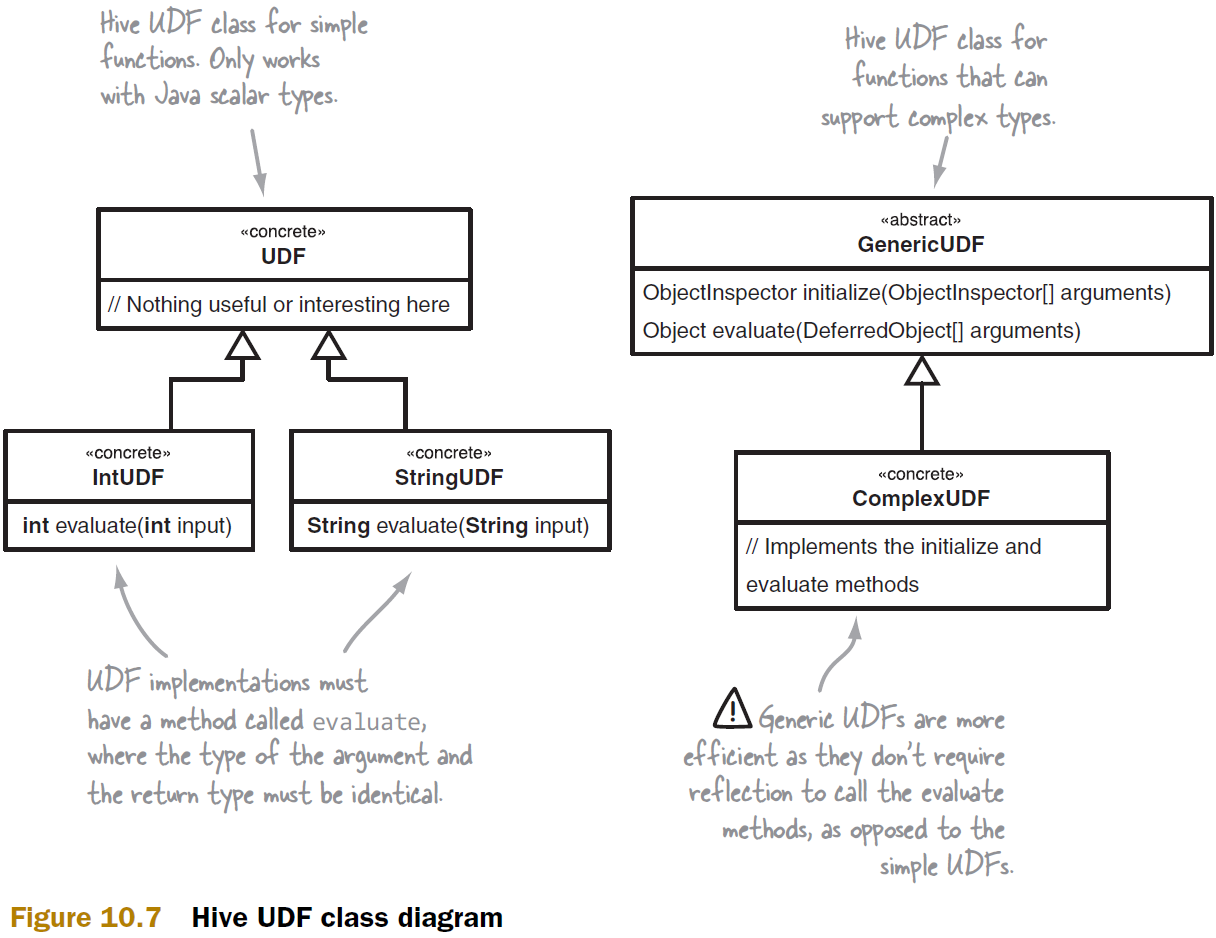 Hive UDF class for simple
functions. Only works
with Java scalar types.
Hive UDF class for
functions that can
support complex types.
«concrete»
UDF
// Nothing useful or interesting here
«abstract»
GenericUDF
ObjectInspector initialize(ObjectInspector[] arguments)
Object evaluate(DeferredObject[] arguments)
«concrete»
IntUDF
int evaluate(int input)
«concrete»
StringUDF
String evaluate(String input)
«concrete»
ComplexUDF
// Implements the initialize and
evaluate methods
UDF implementations must
have a method called evaluate,
where the type of the argument and
the return type must be identical.
! Generic UDFs are more
efficient as they don't require
reflection to call the evaluate
methods, as opposed to the
simple UDFs.
Figure 10.7 Hive UDF class diagram